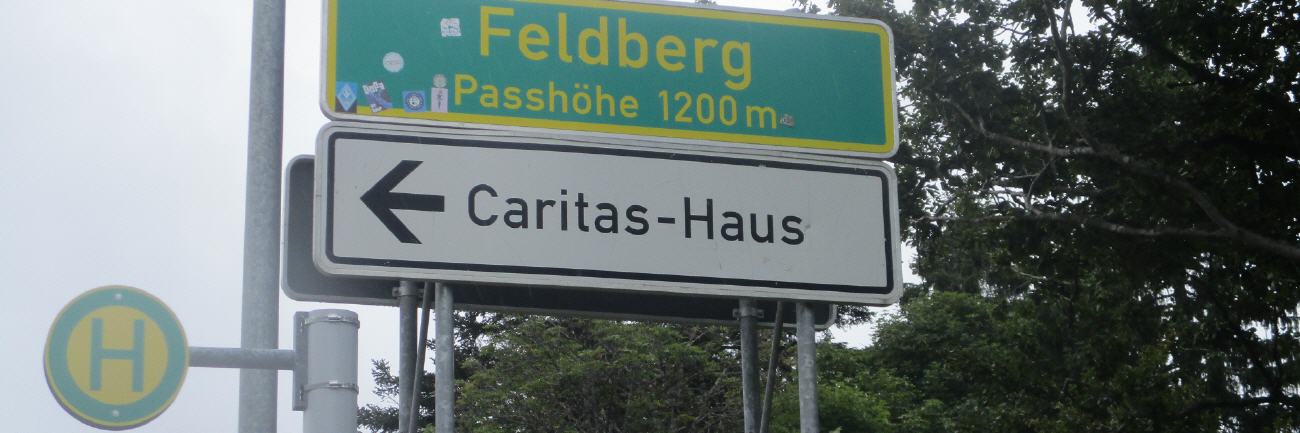 Feldberg
Passhöhe 1200 m
Caritas-Haus
H